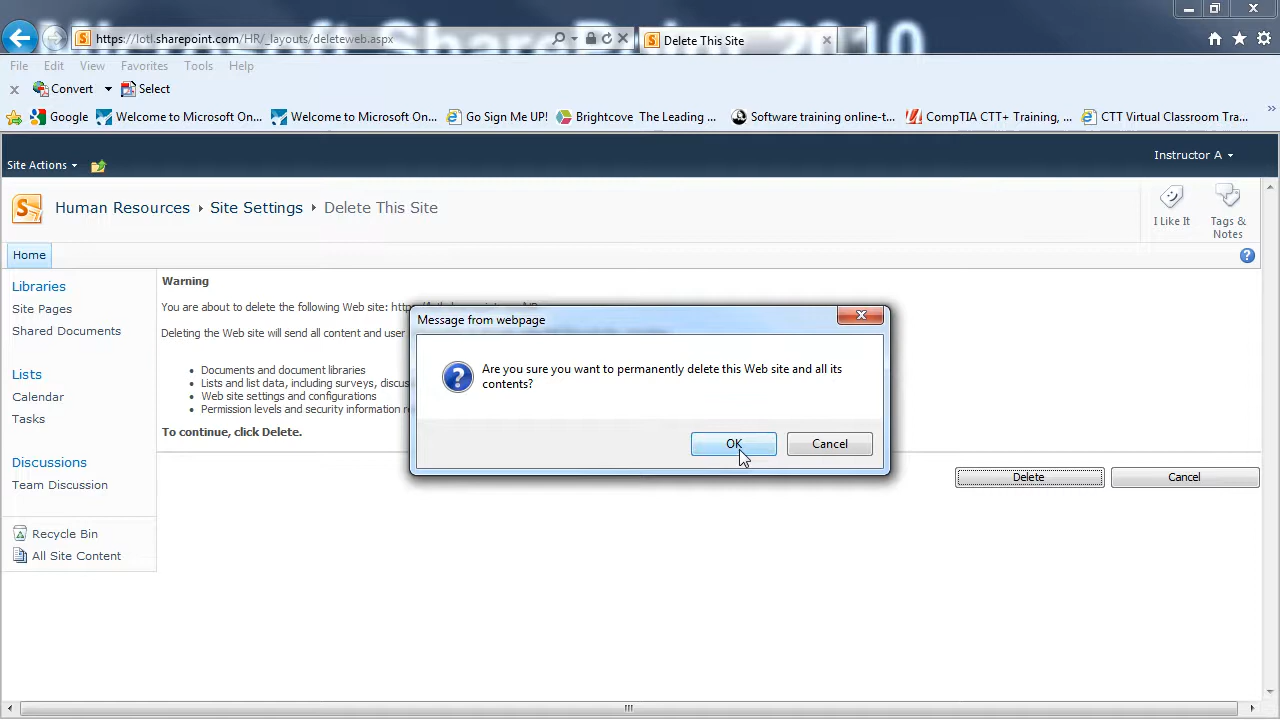 Microsoft SharePoint 2010
https://lotl.sharepoint.com/HR/_layouts/deleteweb.aspx
Delete This Site
File Edit View Favorites Tools Help
Convert Select
Google Welcome to Microsoft On... Welcome to Microsoft On... Go Sign Me UP! Brightcove  The Leading ... Software training online-t... CompTIA CTT+ Training, ... CTT Virtual Classroom Tra...
Site Actions Instructor A
Human Resources Site Settings Delete This Site
I Like It Tags & Notes
Home
Libraries
Site Pages
Shared Documents
Lists
Calendar
Tasks
Discussions
Team Discussion
Recycle Bin
All Site Content
Warning
You are about to delete the following Web site:
Deleting the Web site will send all content and user
Documents and document libraries
Lists and list data, including surveys,
Web site settings and configurations
Permission levels and security information
To continue, click Delete.
Delete Cancel
Message from webpage
Are you sure you want to permanently delete this Web site and all its
contents?
OK Cancel